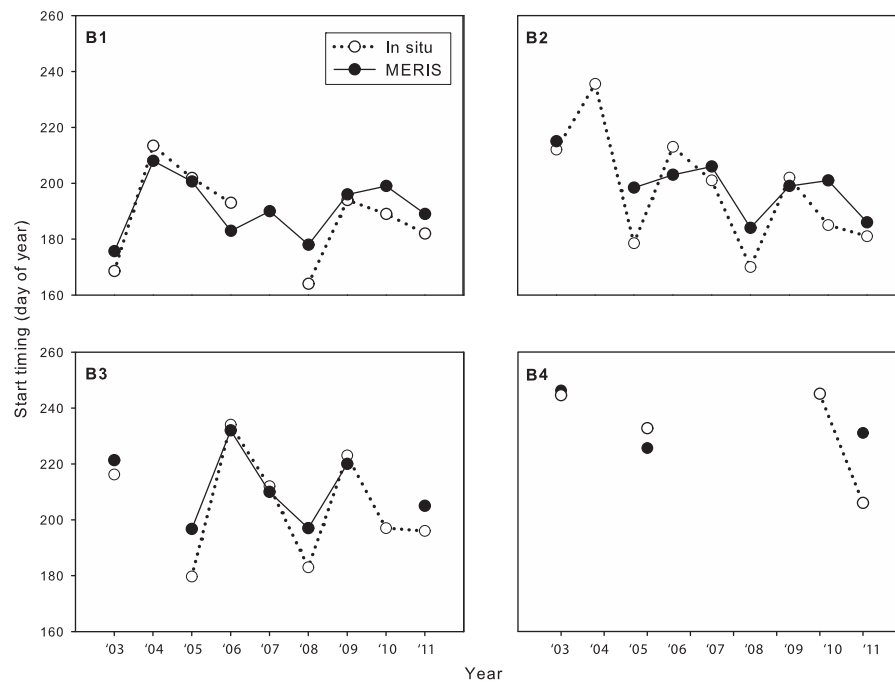 260
240
220
200
180
160
B1
In situ
MERIS
B2
Start timing (day of year)
260
240
220
200
180
160
B3
B4
'03 '04 '05 '06 '07 '08 '09 '10 '11
'03 '04 '05 '06 '07 '08 '09 '10 '11
Year